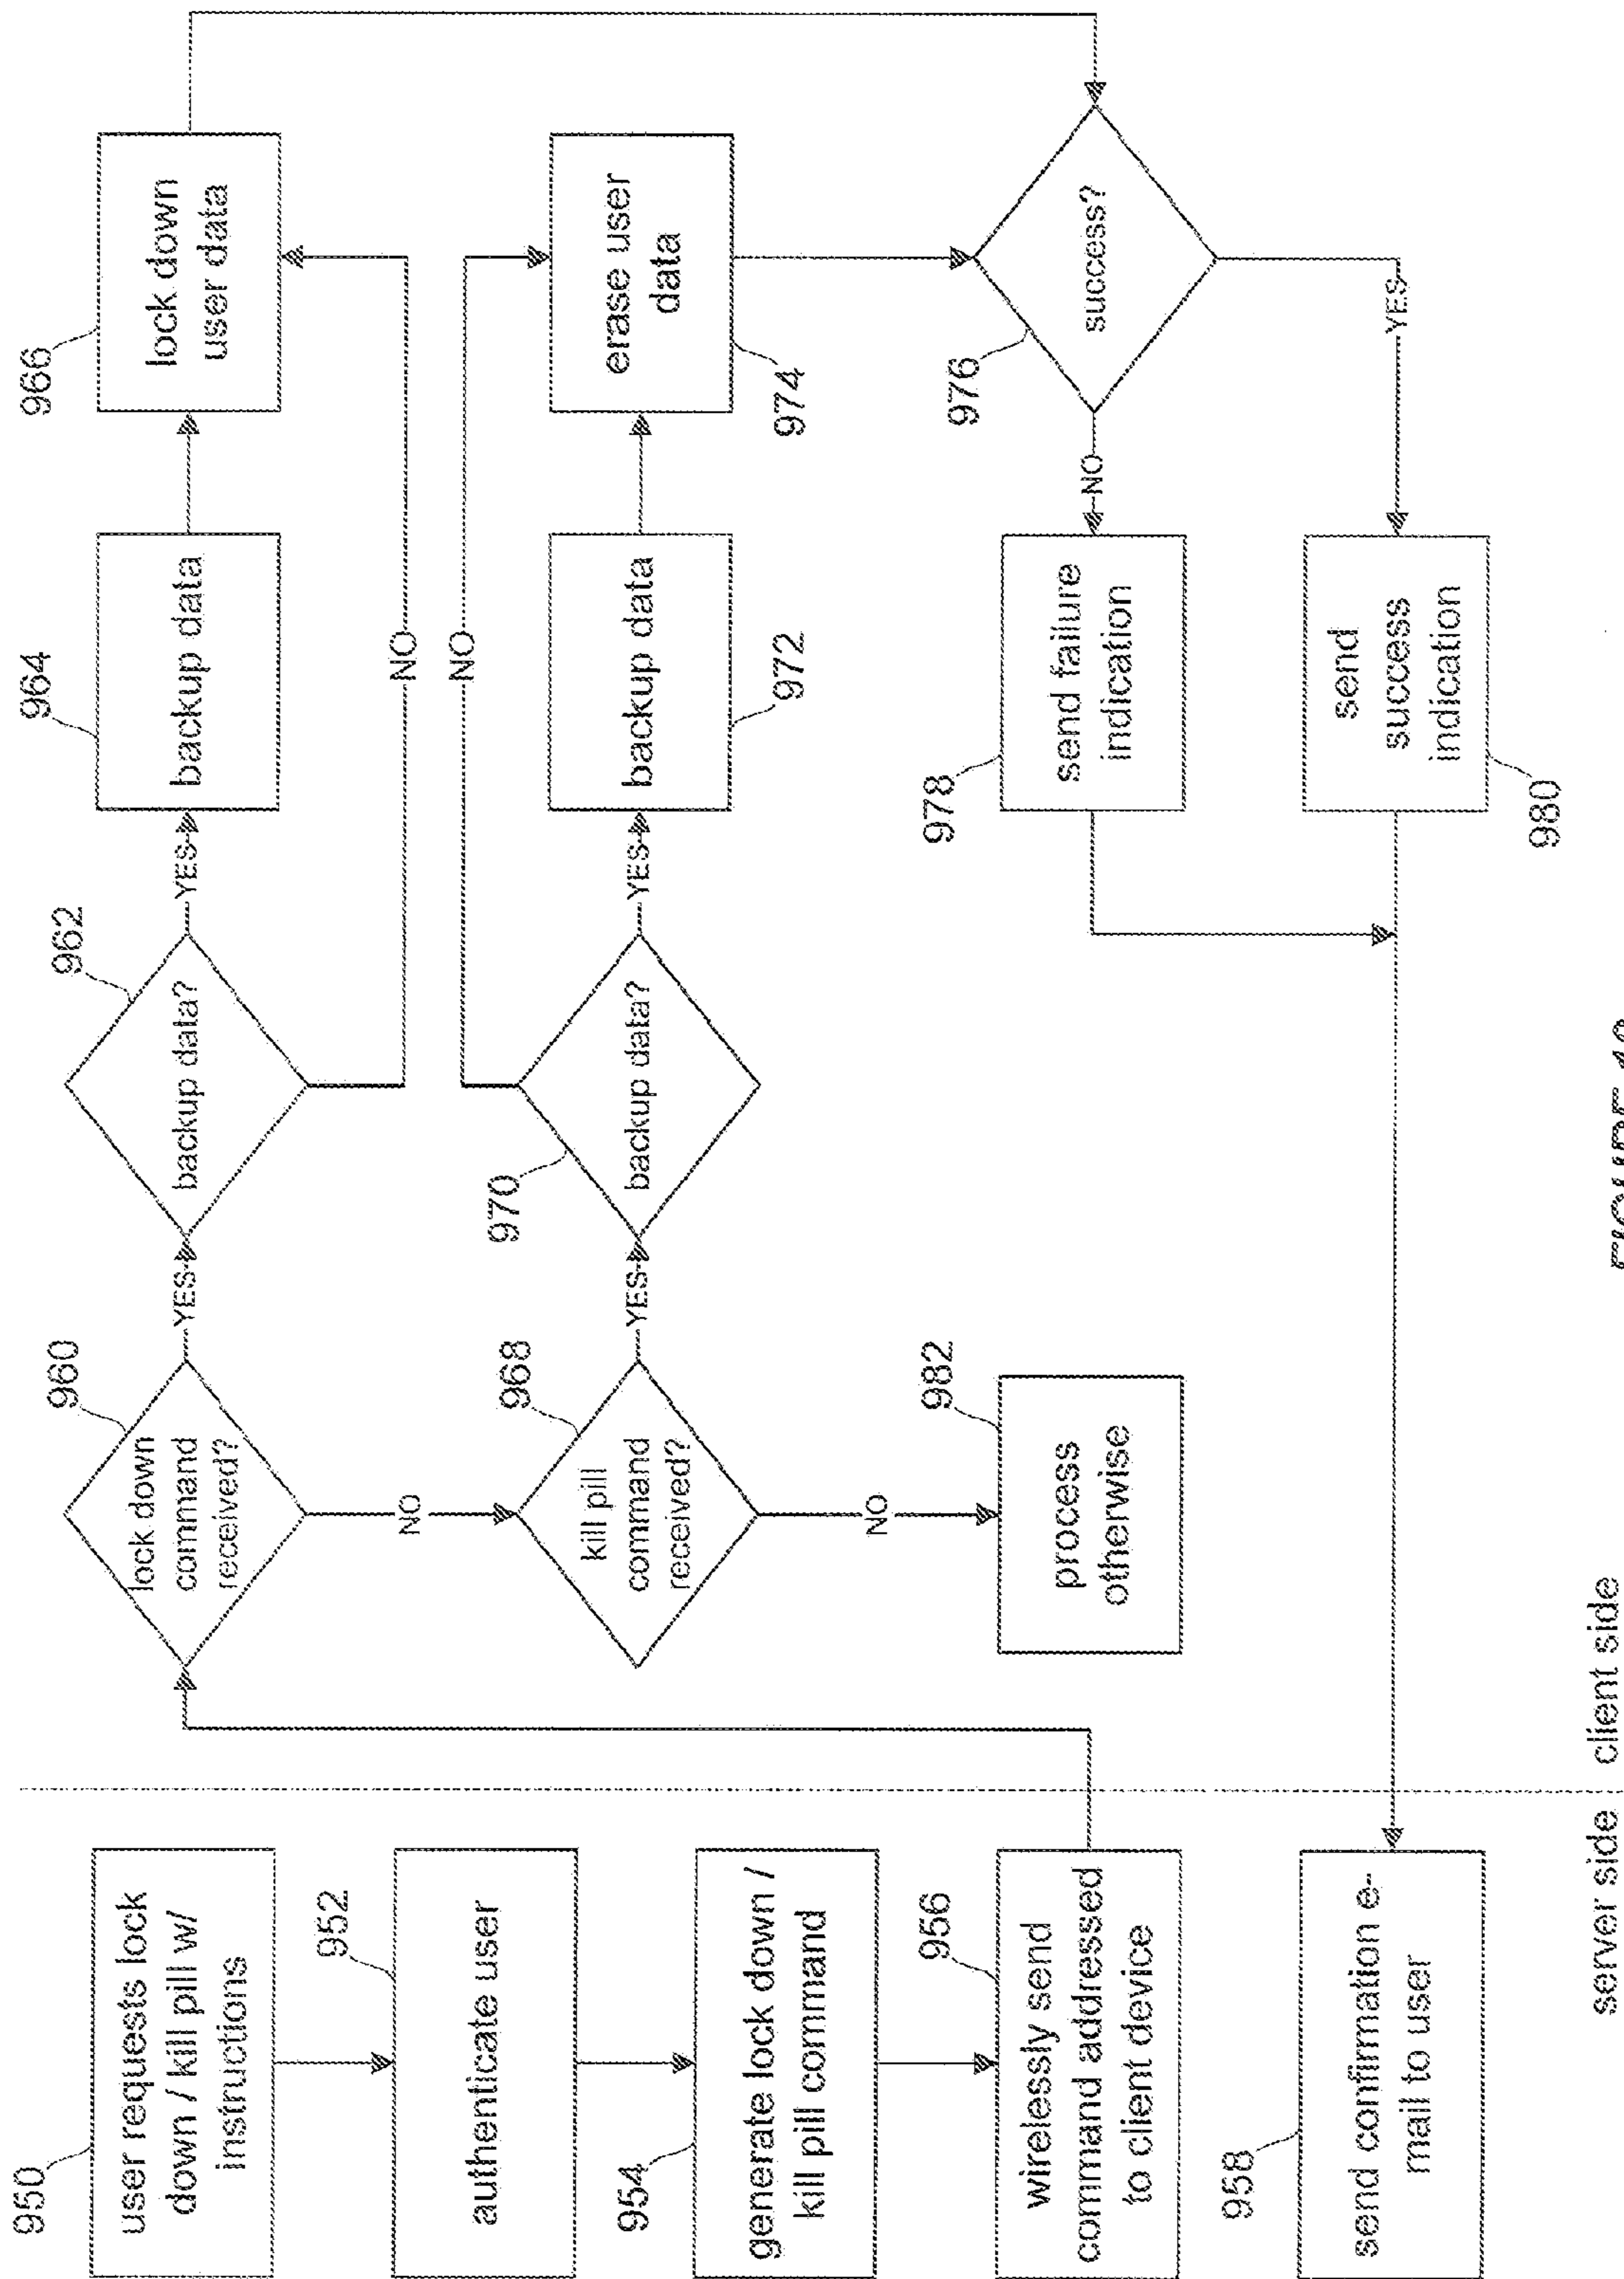 950
user requests lock
down / kill pill w/
instructions
952
authenticate user
954
generate lock down /
kill pill command
956
wirelessly send
command addressed
to client device
958
send confirmation e-
mail to user
server side
client side
960
lock down
command
received?
YES
962
backup data?
YES
964
backup data
966
lock down
user data
NO
NO
NO
968
kill pill
command
received?
YES
970
backup data?
YES
972
backup data
974
erase user
data
NO
982
process
otherwise
976
success?
NO
978
send failure
indication
YES
980
send
success
indication
FIGURE